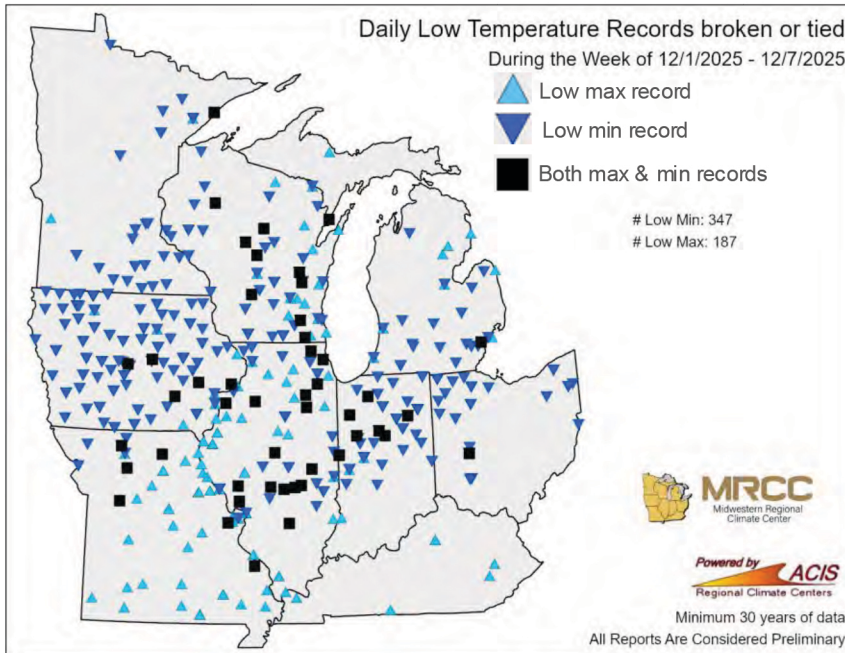 Daily Low Temperature Records broken or tied
During the Week of 12/1/2025 - 12/7/2025
Low max record
Low min record
Both max & min records
# Low Min: 347
# Low Max: 187
MRCC
Midwestern Regional
Climate Center
Powered by
ACIS
Regional Climate Centers
Minimum 30 years of data
All Reports Are Considered Preliminary